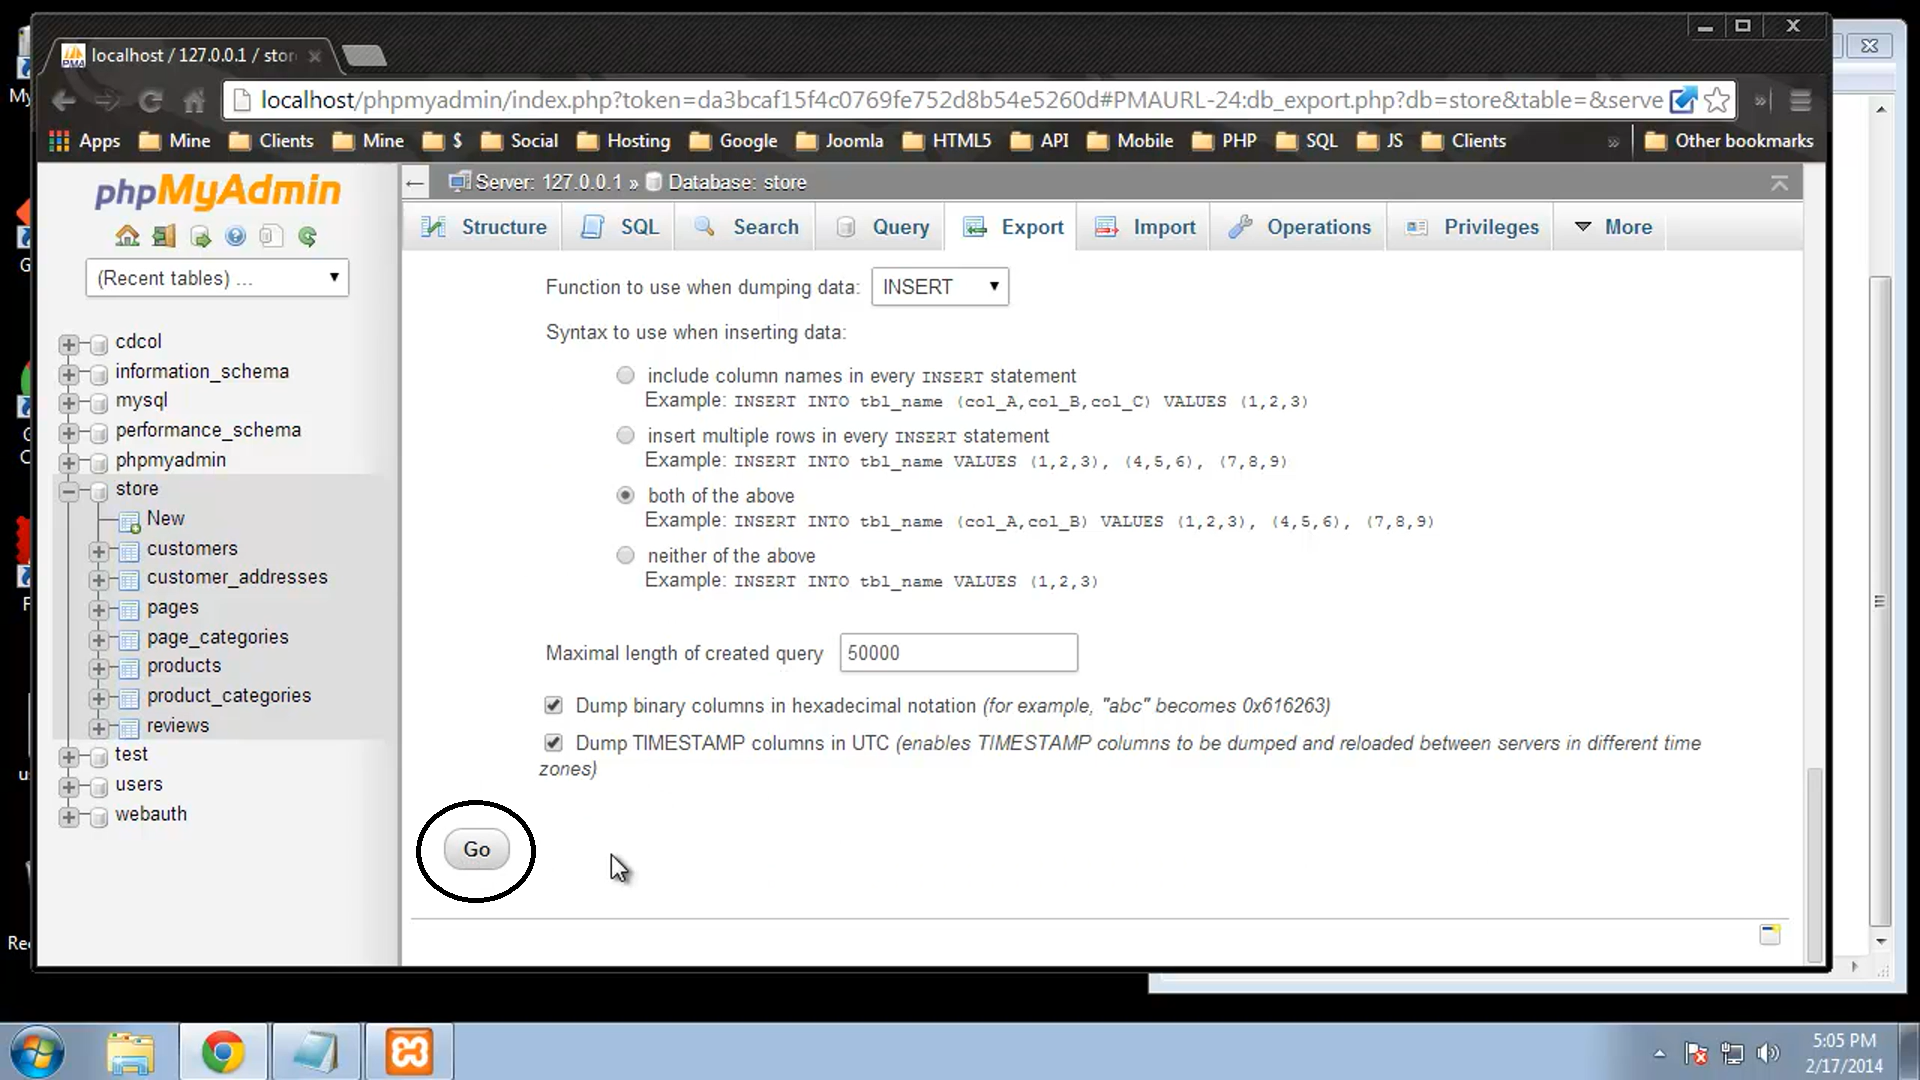 localhost / 127.0.0.1 / stor
localhost/phpmyadmin/index.php?token=da3bcaf15f4c0769fe752d8b54e5260d#PMAURL-24:db_export.php?db=store&table=&serve
Apps Mine Clients Mine $ Social Hosting Google Joomla HTML5 API Mobile PHP SQL JS Clients » Other bookmarks
phpMyAdmin
(Recent tables) ...
cdcol
information_schema
mysql
performance_schema
phpmyadmin
store
New
customers
customer_addresses
pages
page_categories
products
product_categories
reviews
test
users
webauth
Server: 127.0.0.1 » Database: store
Structure SQL Search Query Export Import Operations Privileges More
Function to use when dumping data: INSERT
Syntax to use when inserting data:
include column names in every INSERT statement
Example: INSERT INTO tbl_name (col_A,col_B,col_C) VALUES (1,2,3)
insert multiple rows in every INSERT statement
Example: INSERT INTO tbl_name VALUES (1,2,3), (4,5,6), (7,8,9)
both of the above
Example: INSERT INTO tbl_name (col_A,col_B) VALUES (1,2,3), (4,5,6), (7,8,9)
neither of the above
Example: INSERT INTO tbl_name VALUES (1,2,3)
Maximal length of created query 50000
Dump binary columns in hexadecimal notation (for example, "abc" becomes 0x616263)
Dump TIMESTAMP columns in UTC (enables TIMESTAMP columns to be dumped and reloaded between servers in different time
zones)
Go
5:05 PM
2/17/2014